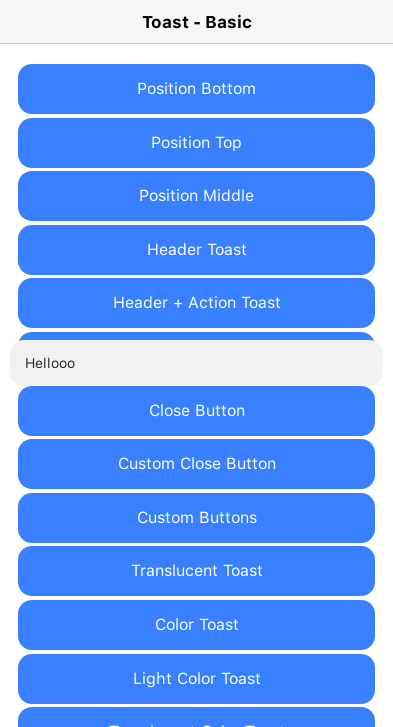 Toast - Basic
Position Bottom
Position Top
Position Middle
Header Toast
Header + Action Toast
Hellooo
Close Button
Custom Close Button
Custom Buttons
Translucent Toast
Color Toast
Light Color Toast